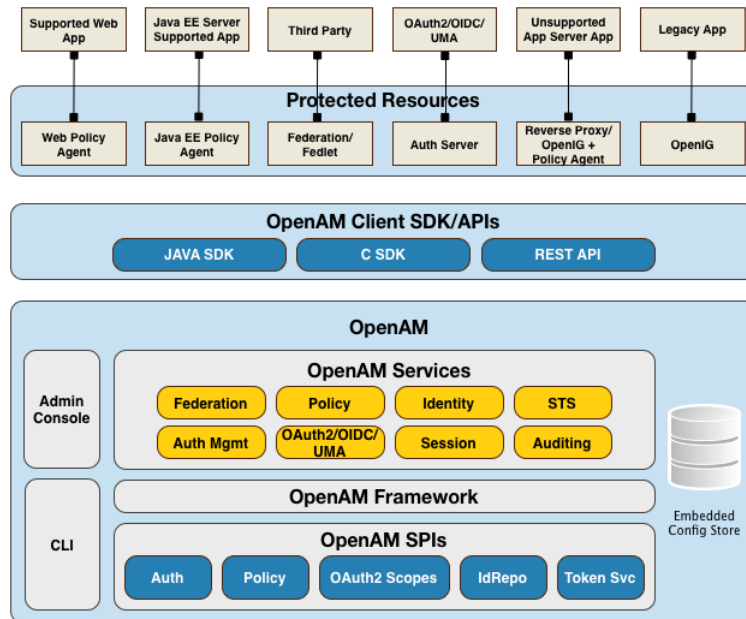 Supported Web
App
Java EE Server
Supported App
Third Party
OAuth2/OIDC/
UMA
Unsupported
App Server App
Legacy App
Protected Resources
Web Policy
Agent
Java EE Policy
Agent
Federation/
Fedlet
Auth Server
Reverse Proxy/
OpenIG +
Policy Agent
OpenIG
OpenAM Client SDK/APIs
JAVA SDK
C SDK
REST API
OpenAM
Admin
Console
OpenAM Services
Federation
Policy
Identity
STS
Auth Mgmt
OAuth2/OIDC/
UMA
Session
Auditing
Embedded
Config Store
CLI
OpenAM Framework
OpenAM SPIs
Auth
Policy
OAuth2 Scopes
IdRepo
Token Svc